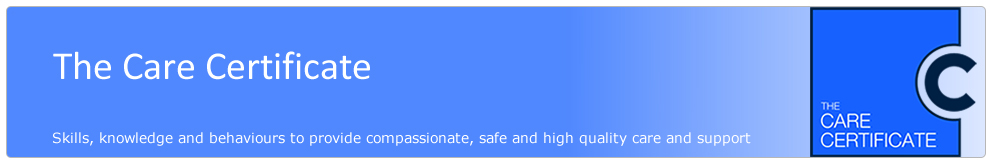 The Care Certificate
Skills, knowledge and behaviours to provide compassionate, safe and high quality care and support
C
THE
CARE
CERTIFICATE